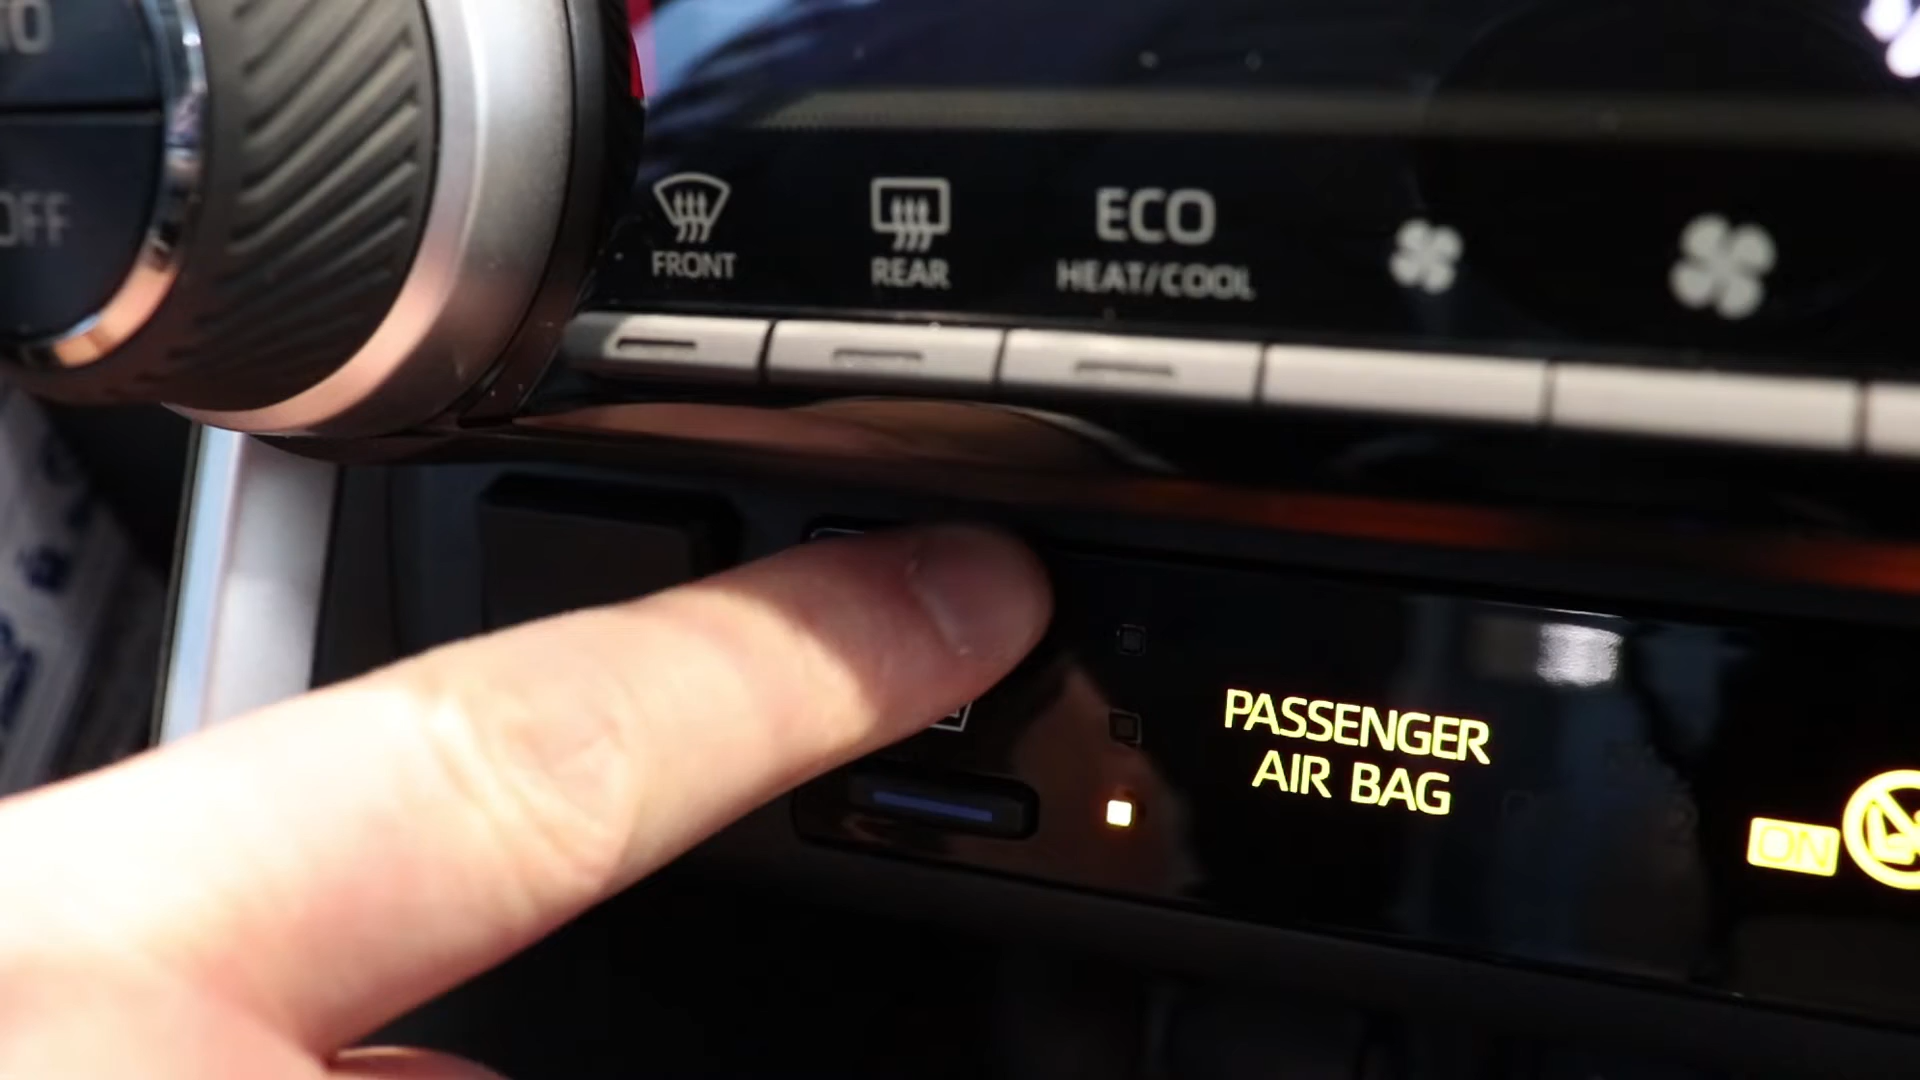 OFF
FRONT
REAR
ECO
HEAT/COOL
PASSENGER
AIR BAG
ON